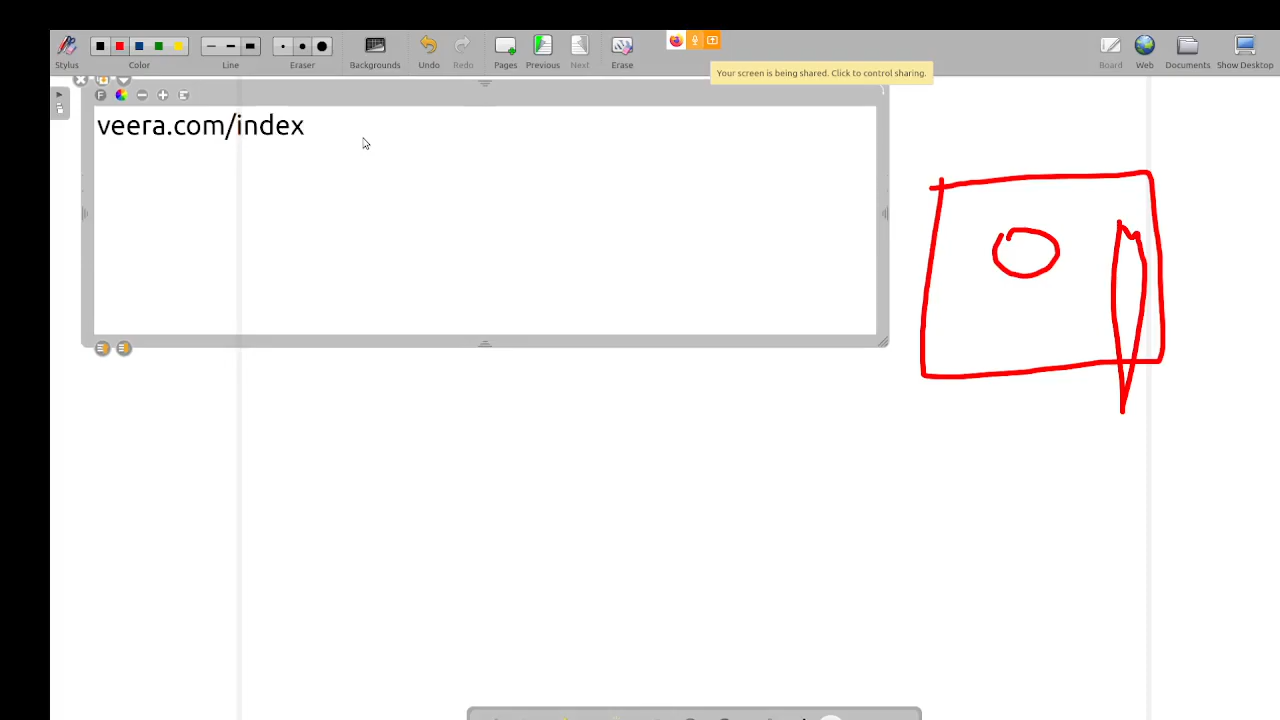 Your screen is being shared. Click to control sharing.
Stylus
Color
Line
Eraser
Backgrounds
Undo
Redo
Pages
Previous
Next
Erase
Board
Web
Documents
Show Desktop
F
veera.com/index